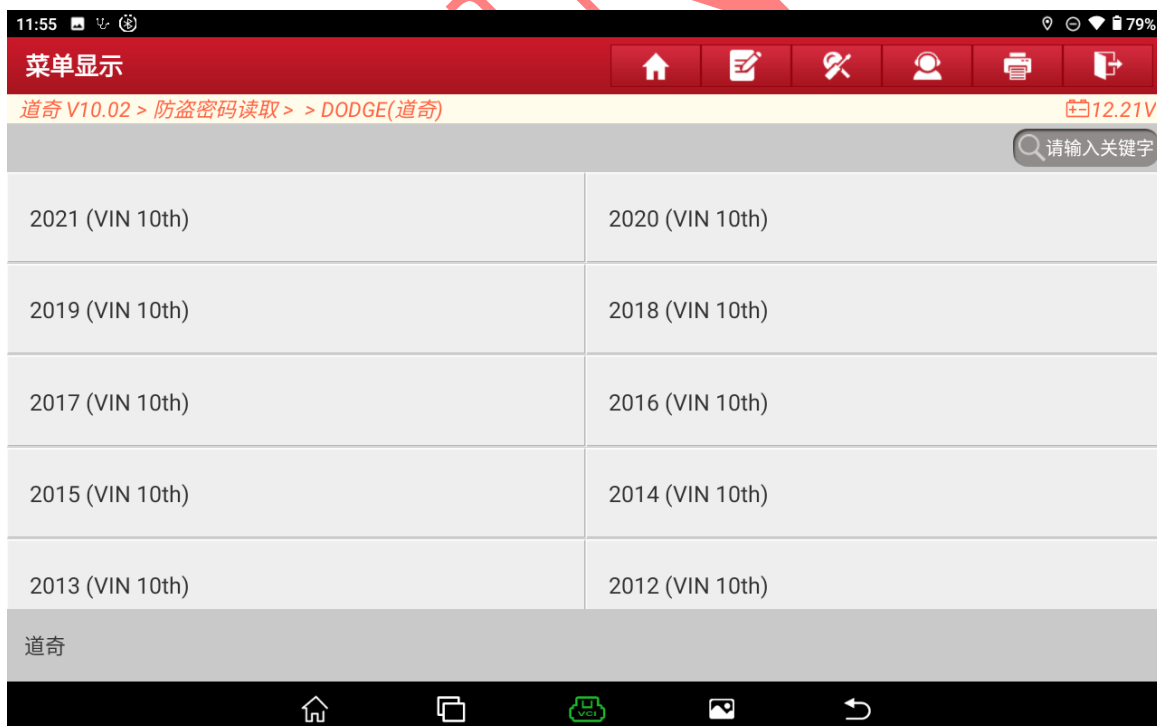 11:55 79%
菜单显示
道奇 V10.02 > 防盗密码读取 > > DODGE(道奇) 12.21V
请输入关键字
2021 (VIN 10th) 2020 (VIN 10th)
2019 (VIN 10th) 2018 (VIN 10th)
2017 (VIN 10th) 2016 (VIN 10th)
2015 (VIN 10th) 2014 (VIN 10th)
2013 (VIN 10th) 2012 (VIN 10th)
道奇
VCI